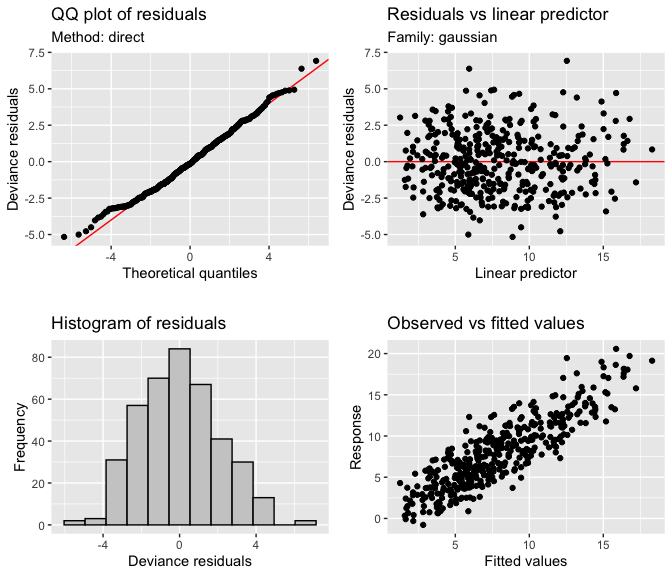 QQ plot of residuals
Method: direct
7.5
5.0
2.5
0.0
-2.5
-5.0
Deviance residuals
-4
0
4
Theoretical quantiles
Residuals vs linear predictor
Family: gaussian
7.5
5.0
2.5
0.0
-2.5
-5.0
Deviance residuals
5
10
15
Linear predictor
Histogram of residuals
80
60
40
20
0
Frequency
-4
0
4
Deviance residuals
Observed vs fitted values
20
15
10
5
0
Response
5
10
15
Fitted values